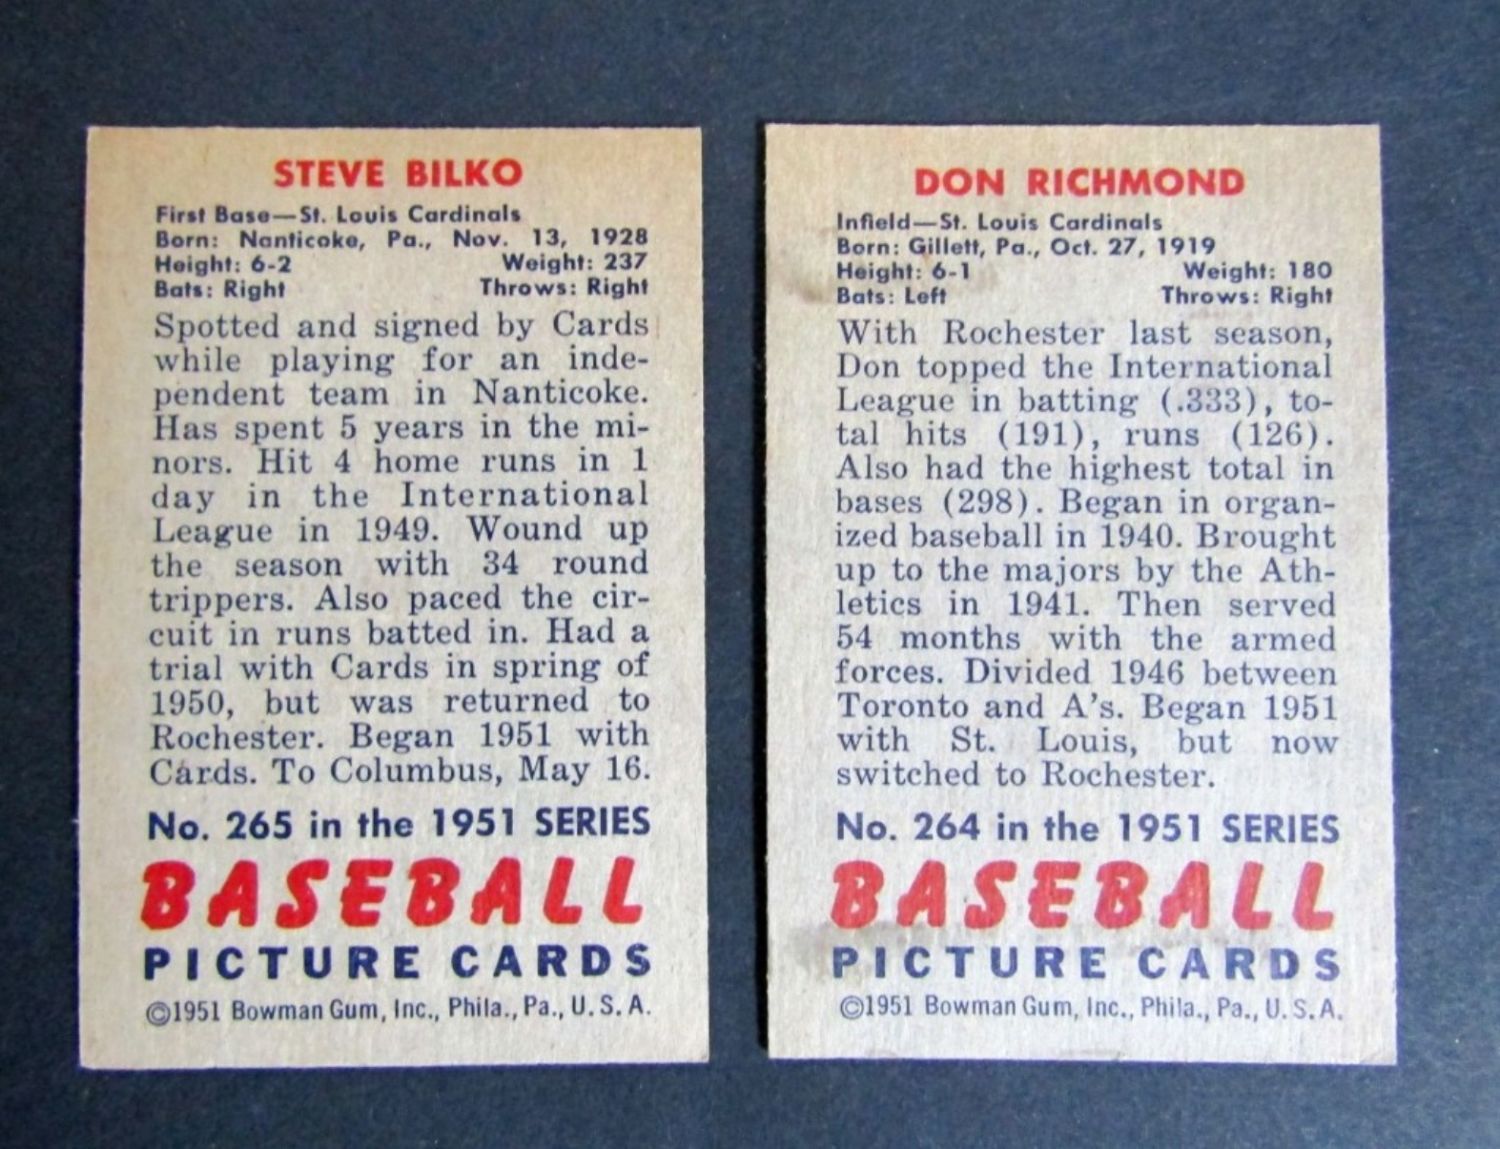 STEVE BILKO
First Base—St. Louis Cardinals
Born: Nanticoke, Pa., Nov. 13, 1928
Height: 6-2 Weight: 237
Bats: Right Throws: Right
Spotted and signed by Cards
while playing for an inde-
pendent team in Nanticoke.
Has spent 5 years in the mi-
nors. Hit 4 home runs in 1
day in the International
League in 1949. Wound up
the season with 34 round
trippers. Also paced the cir-
cuit in runs batted in. Had a
trial with Cards in spring of
1950, but was returned to
Rochester. Began 1951 with
Cards. To Columbus, May 16.
No. 265 in the 1951 SERIES
BASEBALL
PICTURE CARDS
©1951 Bowman Gum, Inc., Phila., Pa., U.S.A.
DON RICHMOND
Infield—St. Louis Cardinals
Born: Gillett, Pa., Oct. 27, 1919
Height: 6-1 Weight: 180
Bats: Left Throws: Right
With Rochester last season,
Don topped the International
League in batting (.333), to-
tal hits (191), runs (126).
Also had the highest total in
bases (298). Began in organ-
ized baseball in 1940. Brought
up to the majors by the Ath-
letics in 1941. Then served
54 months with the armed
forces. Divided 1946 between
Toronto and A's. Began 1951
with St. Louis, but now
switched to Rochester.
No. 264 in the 1951 SERIES
BASEBALL
PICTURE CARDS
©1951 Bowman Gum, Inc., Phila., Pa., U.S.A.